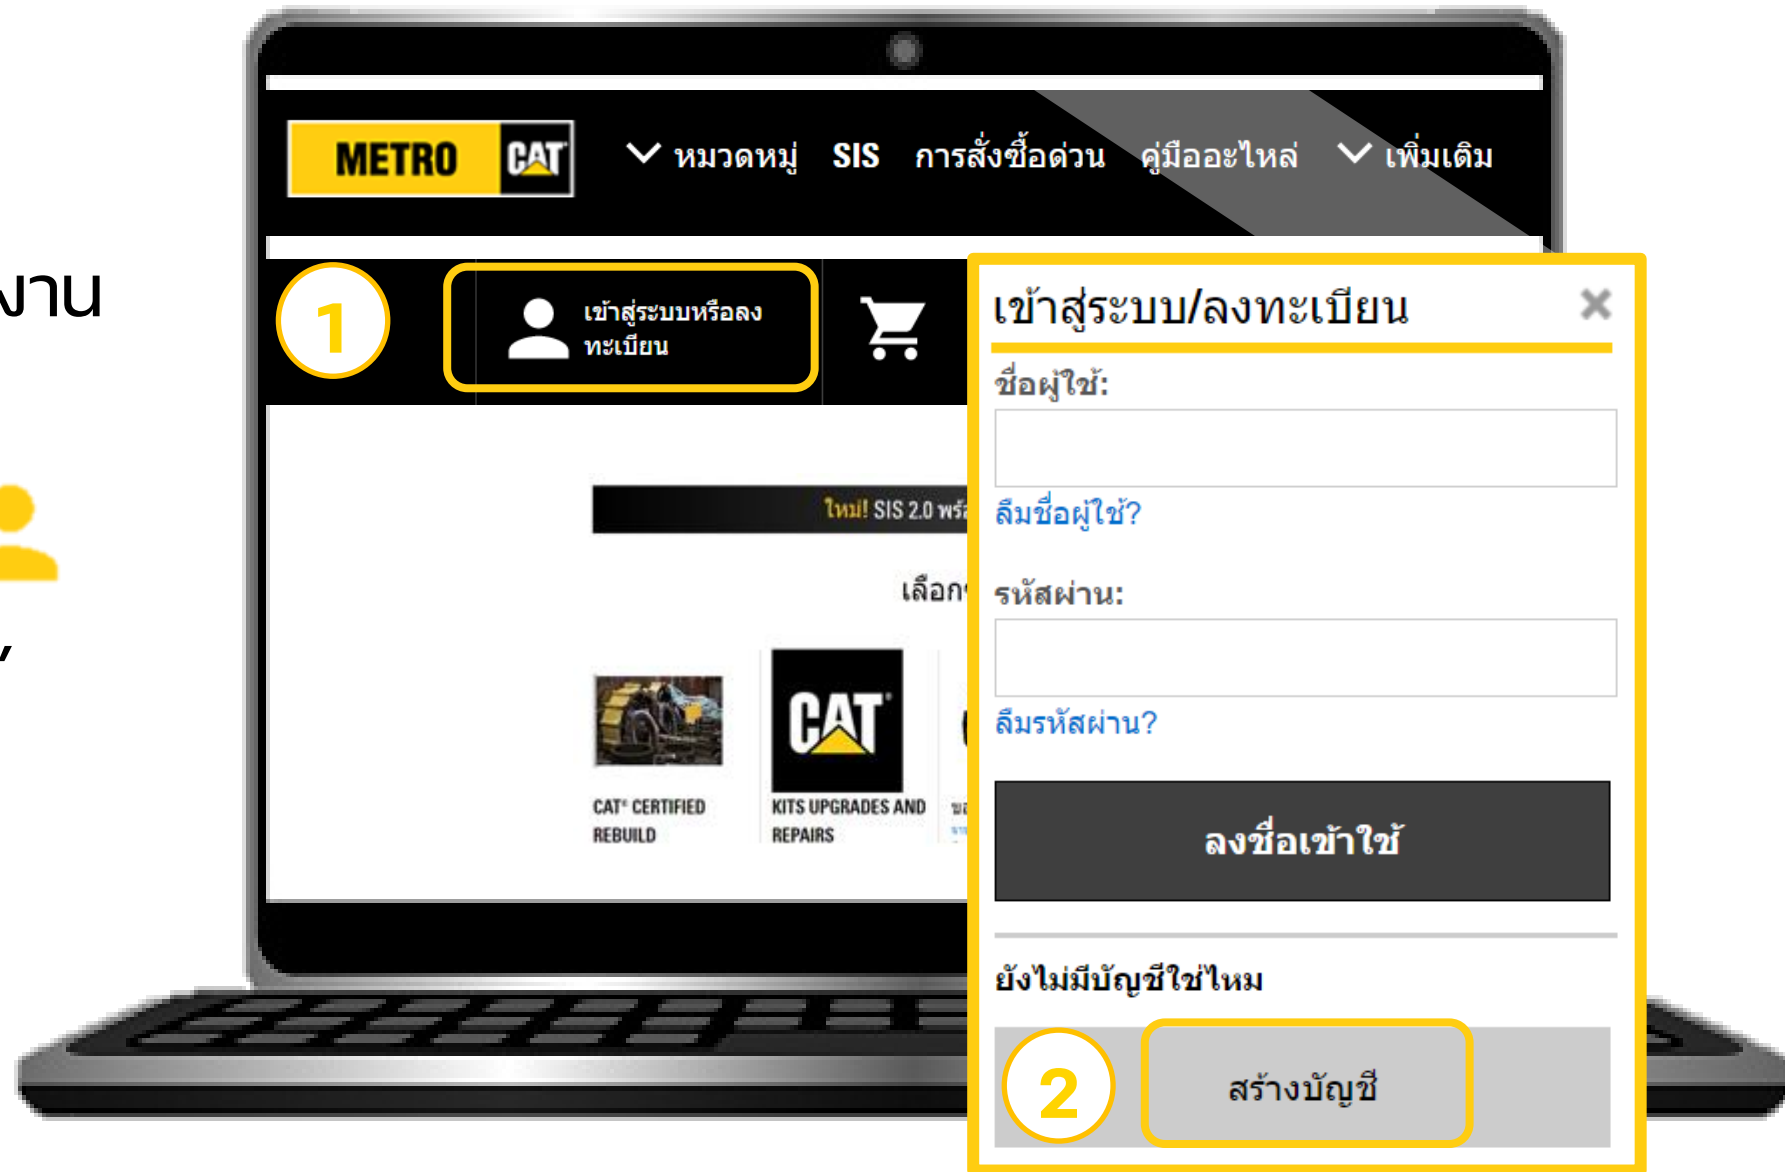 METRO CAT
หมวดหมู่ SIS การสั่งซื้อด่วน คู่มืออะไหล่ เพิ่มเติม
งาน
1
เข้าสู่ระบบหรือลง
ทะเบียน
ใหม่! SIS 2.0
CAT
CAT® CERTIFIED
REBUILD
KITS UPGRADES AND
REPAIRS
เข้าสู่ระบบ/ลงทะเบียน
ชื่อผู้ใช้:
ลืมชื่อผู้ใช้?
รหัสผ่าน:
ลืมรหัสผ่าน?
ลงชื่อเข้าใช้
ยังไม่มีบัญชีใช่ไหม
2
สร้างบัญชี